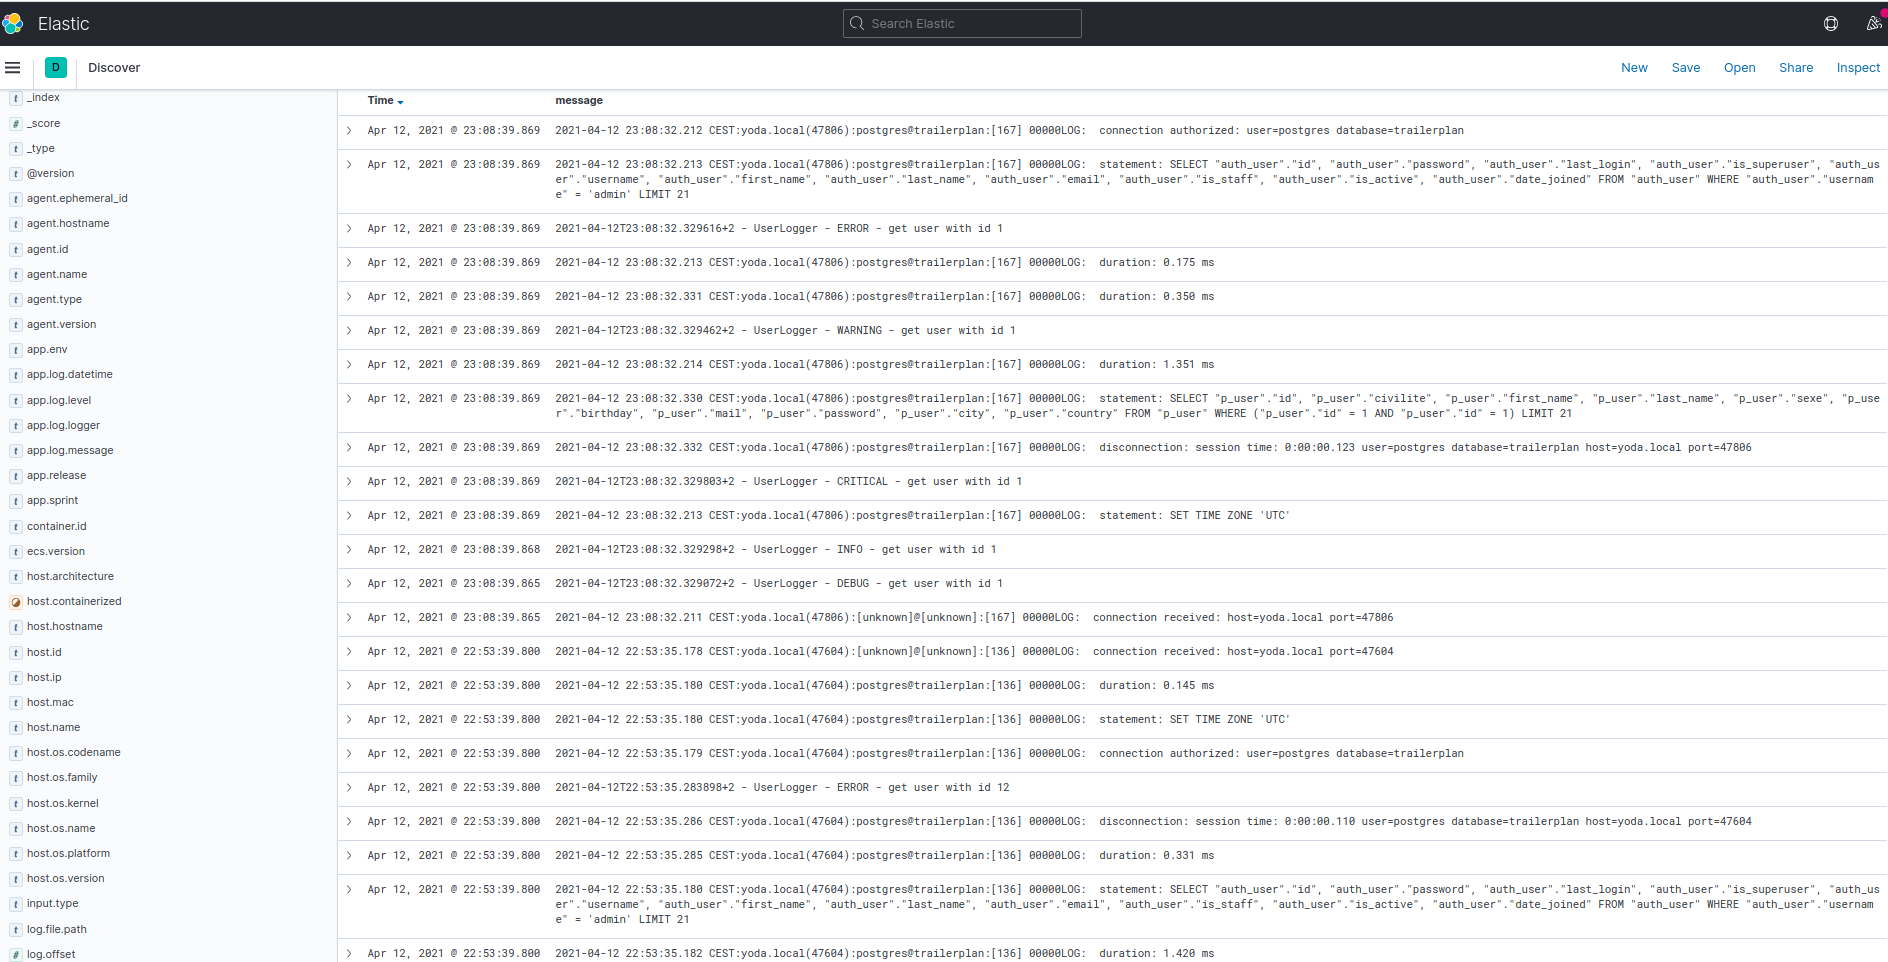 Elastic
Search Elastic
D
Discover
New Save Open Share Inspect
t _index
# _score
t _type
t @version
t agent.ephemeral_id
t agent.hostname
t agent.id
t agent.name
t agent.type
t agent.version
t app.env
t app.log.datetime
t app.log.level
t app.log.logger
t app.log.message
t app.release
t app.sprint
t container.id
t ecs.version
t host.architecture
host.containerized
t host.hostname
t host.id
t host.ip
t host.mac
t host.name
t host.os.codename
t host.os.family
t host.os.kernel
t host.os.name
t host.os.platform
t host.os.version
t input.type
t log.file.path
# log.offset
Time message
Apr 12, 2021 @ 23:08:39.869 2021-04-12 23:08:32.212 CEST:yoda.local(47806):postgres@trailerplan:[167] 00000LOG:  connection authorized: user=postgres database=trailerplan
Apr 12, 2021 @ 23:08:39.869 2021-04-12 23:08:32.213 CEST:yoda.local(47806):postgres@trailerplan:[167] 00000LOG:  statement: SELECT "auth_user"."id", "auth_user"."password", "auth_user"."last_login", "auth_user"."is_superuser", "auth_us
er"."username", "auth_user"."first_name", "auth_user"."last_name", "auth_user"."email", "auth_user"."is_staff", "auth_user"."is_active", "auth_user"."date_joined" FROM "auth_user" WHERE "auth_user"."usernam
e" = 'admin' LIMIT 21
Apr 12, 2021 @ 23:08:39.869 2021-04-12T23:08:32.329616+2 - UserLogger - ERROR - get user with id 1
Apr 12, 2021 @ 23:08:39.869 2021-04-12 23:08:32.213 CEST:yoda.local(47806):postgres@trailerplan:[167] 00000LOG:  duration: 0.175 ms
Apr 12, 2021 @ 23:08:39.869 2021-04-12 23:08:32.331 CEST:yoda.local(47806):postgres@trailerplan:[167] 00000LOG:  duration: 0.350 ms
Apr 12, 2021 @ 23:08:39.869 2021-04-12T23:08:32.329462+2 - UserLogger - WARNING - get user with id 1
Apr 12, 2021 @ 23:08:39.869 2021-04-12 23:08:32.214 CEST:yoda.local(47806):postgres@trailerplan:[167] 00000LOG:  duration: 1.351 ms
Apr 12, 2021 @ 23:08:39.869 2021-04-12 23:08:32.330 CEST:yoda.local(47806):postgres@trailerplan:[167] 00000LOG:  statement: SELECT "p_user"."id", "p_user"."civilite", "p_user"."first_name", "p_user"."last_name", "p_user"."sexe", "p_use
r"."birthday", "p_user"."mail", "p_user"."password", "p_user"."city", "p_user"."country" FROM "p_user" WHERE ("p_user"."id" = 1 AND "p_user"."id" = 1) LIMIT 21
Apr 12, 2021 @ 23:08:39.869 2021-04-12 23:08:32.332 CEST:yoda.local(47806):postgres@trailerplan:[167] 00000LOG:  disconnection: session time: 0:00:00.123 user=postgres database=trailerplan host=yoda.local port=47806
Apr 12, 2021 @ 23:08:39.869 2021-04-12T23:08:32.329803+2 - UserLogger - CRITICAL - get user with id 1
Apr 12, 2021 @ 23:08:39.869 2021-04-12 23:08:32.213 CEST:yoda.local(47806):postgres@trailerplan:[167] 00000LOG:  statement: SET TIME ZONE 'UTC'
Apr 12, 2021 @ 23:08:39.868 2021-04-12T23:08:32.329298+2 - UserLogger - INFO - get user with id 1
Apr 12, 2021 @ 23:08:39.865 2021-04-12T23:08:32.329072+2 - UserLogger - DEBUG - get user with id 1
Apr 12, 2021 @ 23:08:39.865 2021-04-12 23:08:32.211 CEST:yoda.local(47806):[unknown]@[unknown]:[167] 00000LOG:  connection received: host=yoda.local port=47806
Apr 12, 2021 @ 22:53:39.800 2021-04-12 22:53:35.178 CEST:yoda.local(47604):[unknown]@[unknown]:[136] 00000LOG:  connection received: host=yoda.local port=47604
Apr 12, 2021 @ 22:53:39.800 2021-04-12 22:53:35.180 CEST:yoda.local(47604):postgres@trailerplan:[136] 00000LOG:  duration: 0.145 ms
Apr 12, 2021 @ 22:53:39.800 2021-04-12 22:53:35.180 CEST:yoda.local(47604):postgres@trailerplan:[136] 00000LOG:  statement: SET TIME ZONE 'UTC'
Apr 12, 2021 @ 22:53:39.800 2021-04-12 22:53:35.179 CEST:yoda.local(47604):postgres@trailerplan:[136] 00000LOG:  connection authorized: user=postgres database=trailerplan
Apr 12, 2021 @ 22:53:39.800 2021-04-12T22:53:35.283898+2 - UserLogger - ERROR - get user with id 12
Apr 12, 2021 @ 22:53:39.800 2021-04-12 22:53:35.286 CEST:yoda.local(47604):postgres@trailerplan:[136] 00000LOG:  disconnection: session time: 0:00:00.110 user=postgres database=trailerplan host=yoda.local port=47604
Apr 12, 2021 @ 22:53:39.800 2021-04-12 22:53:35.285 CEST:yoda.local(47604):postgres@trailerplan:[136] 00000LOG:  duration: 0.331 ms
Apr 12, 2021 @ 22:53:39.800 2021-04-12 22:53:35.180 CEST:yoda.local(47604):postgres@trailerplan:[136] 00000LOG:  statement: SELECT "auth_user"."id", "auth_user"."password", "auth_user"."last_login", "auth_user"."is_superuser", "auth_us
er"."username", "auth_user"."first_name", "auth_user"."last_name", "auth_user"."email", "auth_user"."is_staff", "auth_user"."is_active", "auth_user"."date_joined" FROM "auth_user" WHERE "auth_user"."usernam
e" = 'admin' LIMIT 21
Apr 12, 2021 @ 22:53:39.800 2021-04-12 22:53:35.182 CEST:yoda.local(47604):postgres@trailerplan:[136] 00000LOG:  duration: 1.420 ms